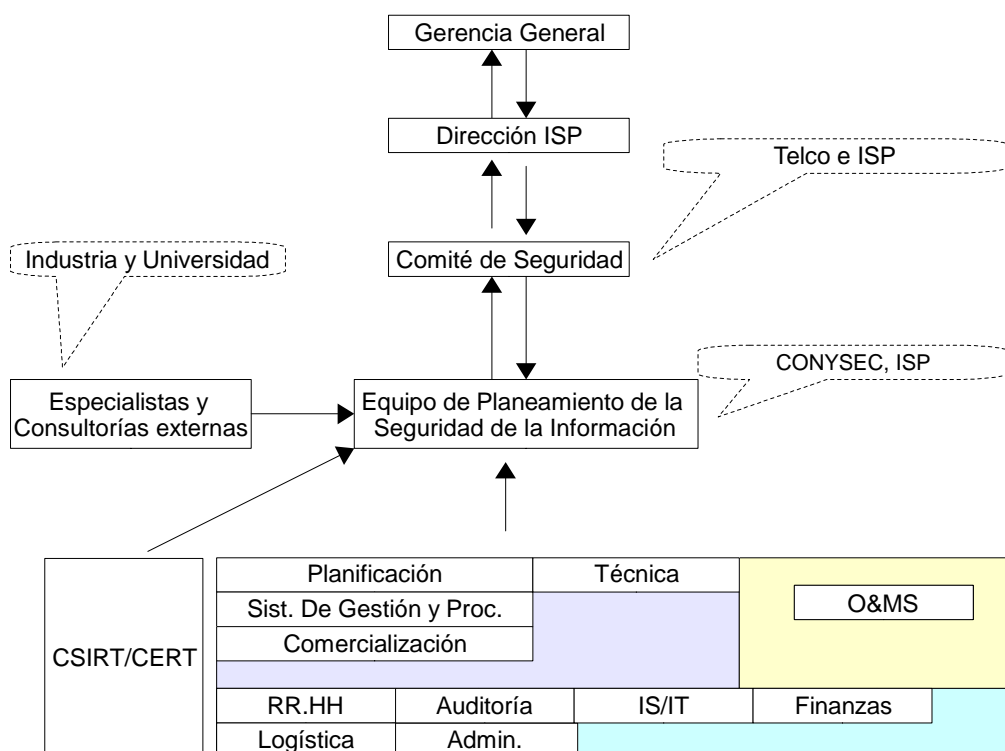 Gerencia General
Dirección ISP
Telco e ISP
Comité de Seguridad
Industria y Universidad
CONYSEC, ISP
Especialistas y
Consultorías externas
Equipo de Planeamiento de la
Seguridad de la Información
CSIRT/CERT
Planificación
Técnica
O&MS
Sist. De Gestión y Proc.
Comercialización
RR.HH
Auditoría
IS/IT
Finanzas
Logística
Admin.